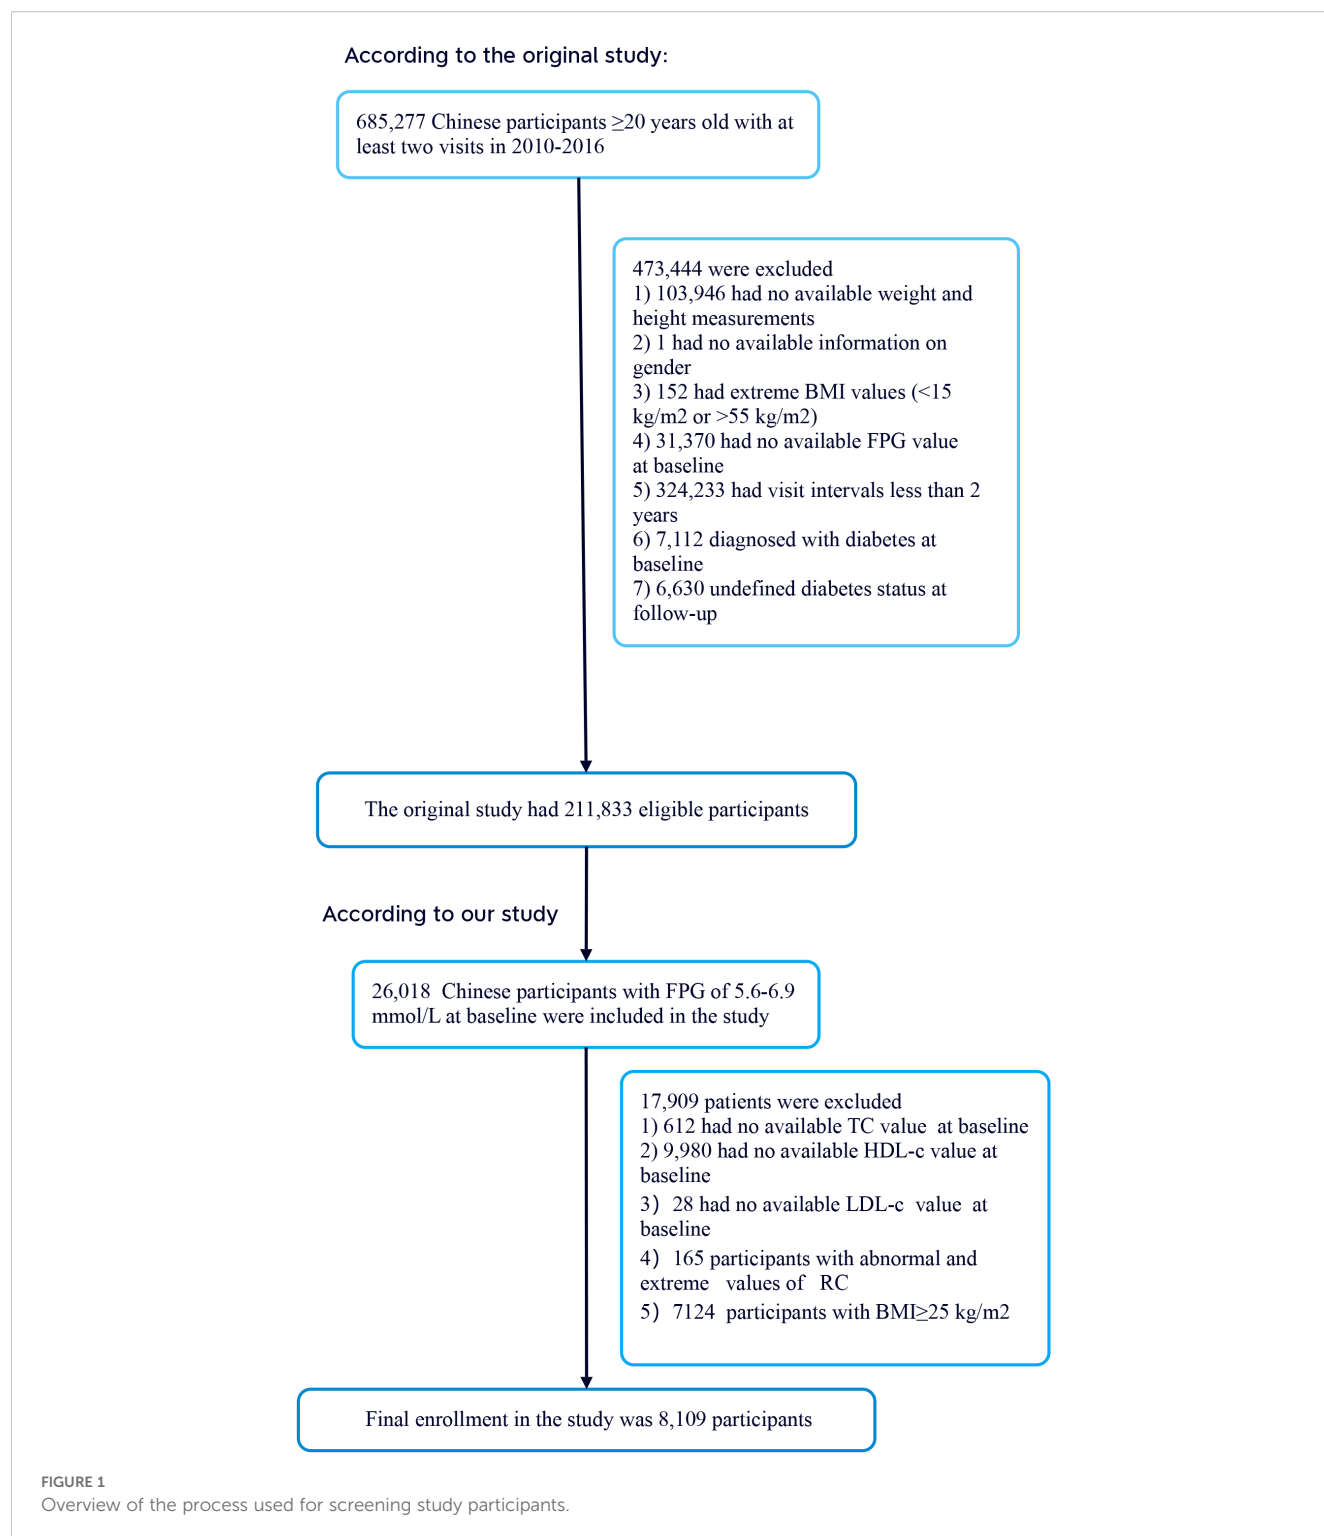 According to the original study:
685,277 Chinese participants ≥20 years old with at
least two visits in 2010-2016
473,444 were excluded
1) 103,946 had no available weight and
height measurements
2) 1 had no available information on
gender
3) 152 had extreme BMI values (<15
kg/m2 or >55 kg/m2)
4) 31,370 had no available FPG value
at baseline
5) 324,233 had visit intervals less than 2
years
6) 7,112 diagnosed with diabetes at
baseline
7) 6,630 undefined diabetes status at
follow-up
The original study had 211,833 eligible participants
According to our study
26,018 Chinese participants with FPG of 5.6-6.9
mmol/L at baseline were included in the study
17,909 patients were excluded
1) 612 had no available TC value at baseline
2) 9,980 had no available HDL-c value at
baseline
3）28 had no available LDL-c value at
baseline
4）165 participants with abnormal and
extreme values of RC
5）7124 participants with BMI≥25 kg/m2
Final enrollment in the study was 8,109 participants
FIGURE 1
Overview of the process used for screening study participants.